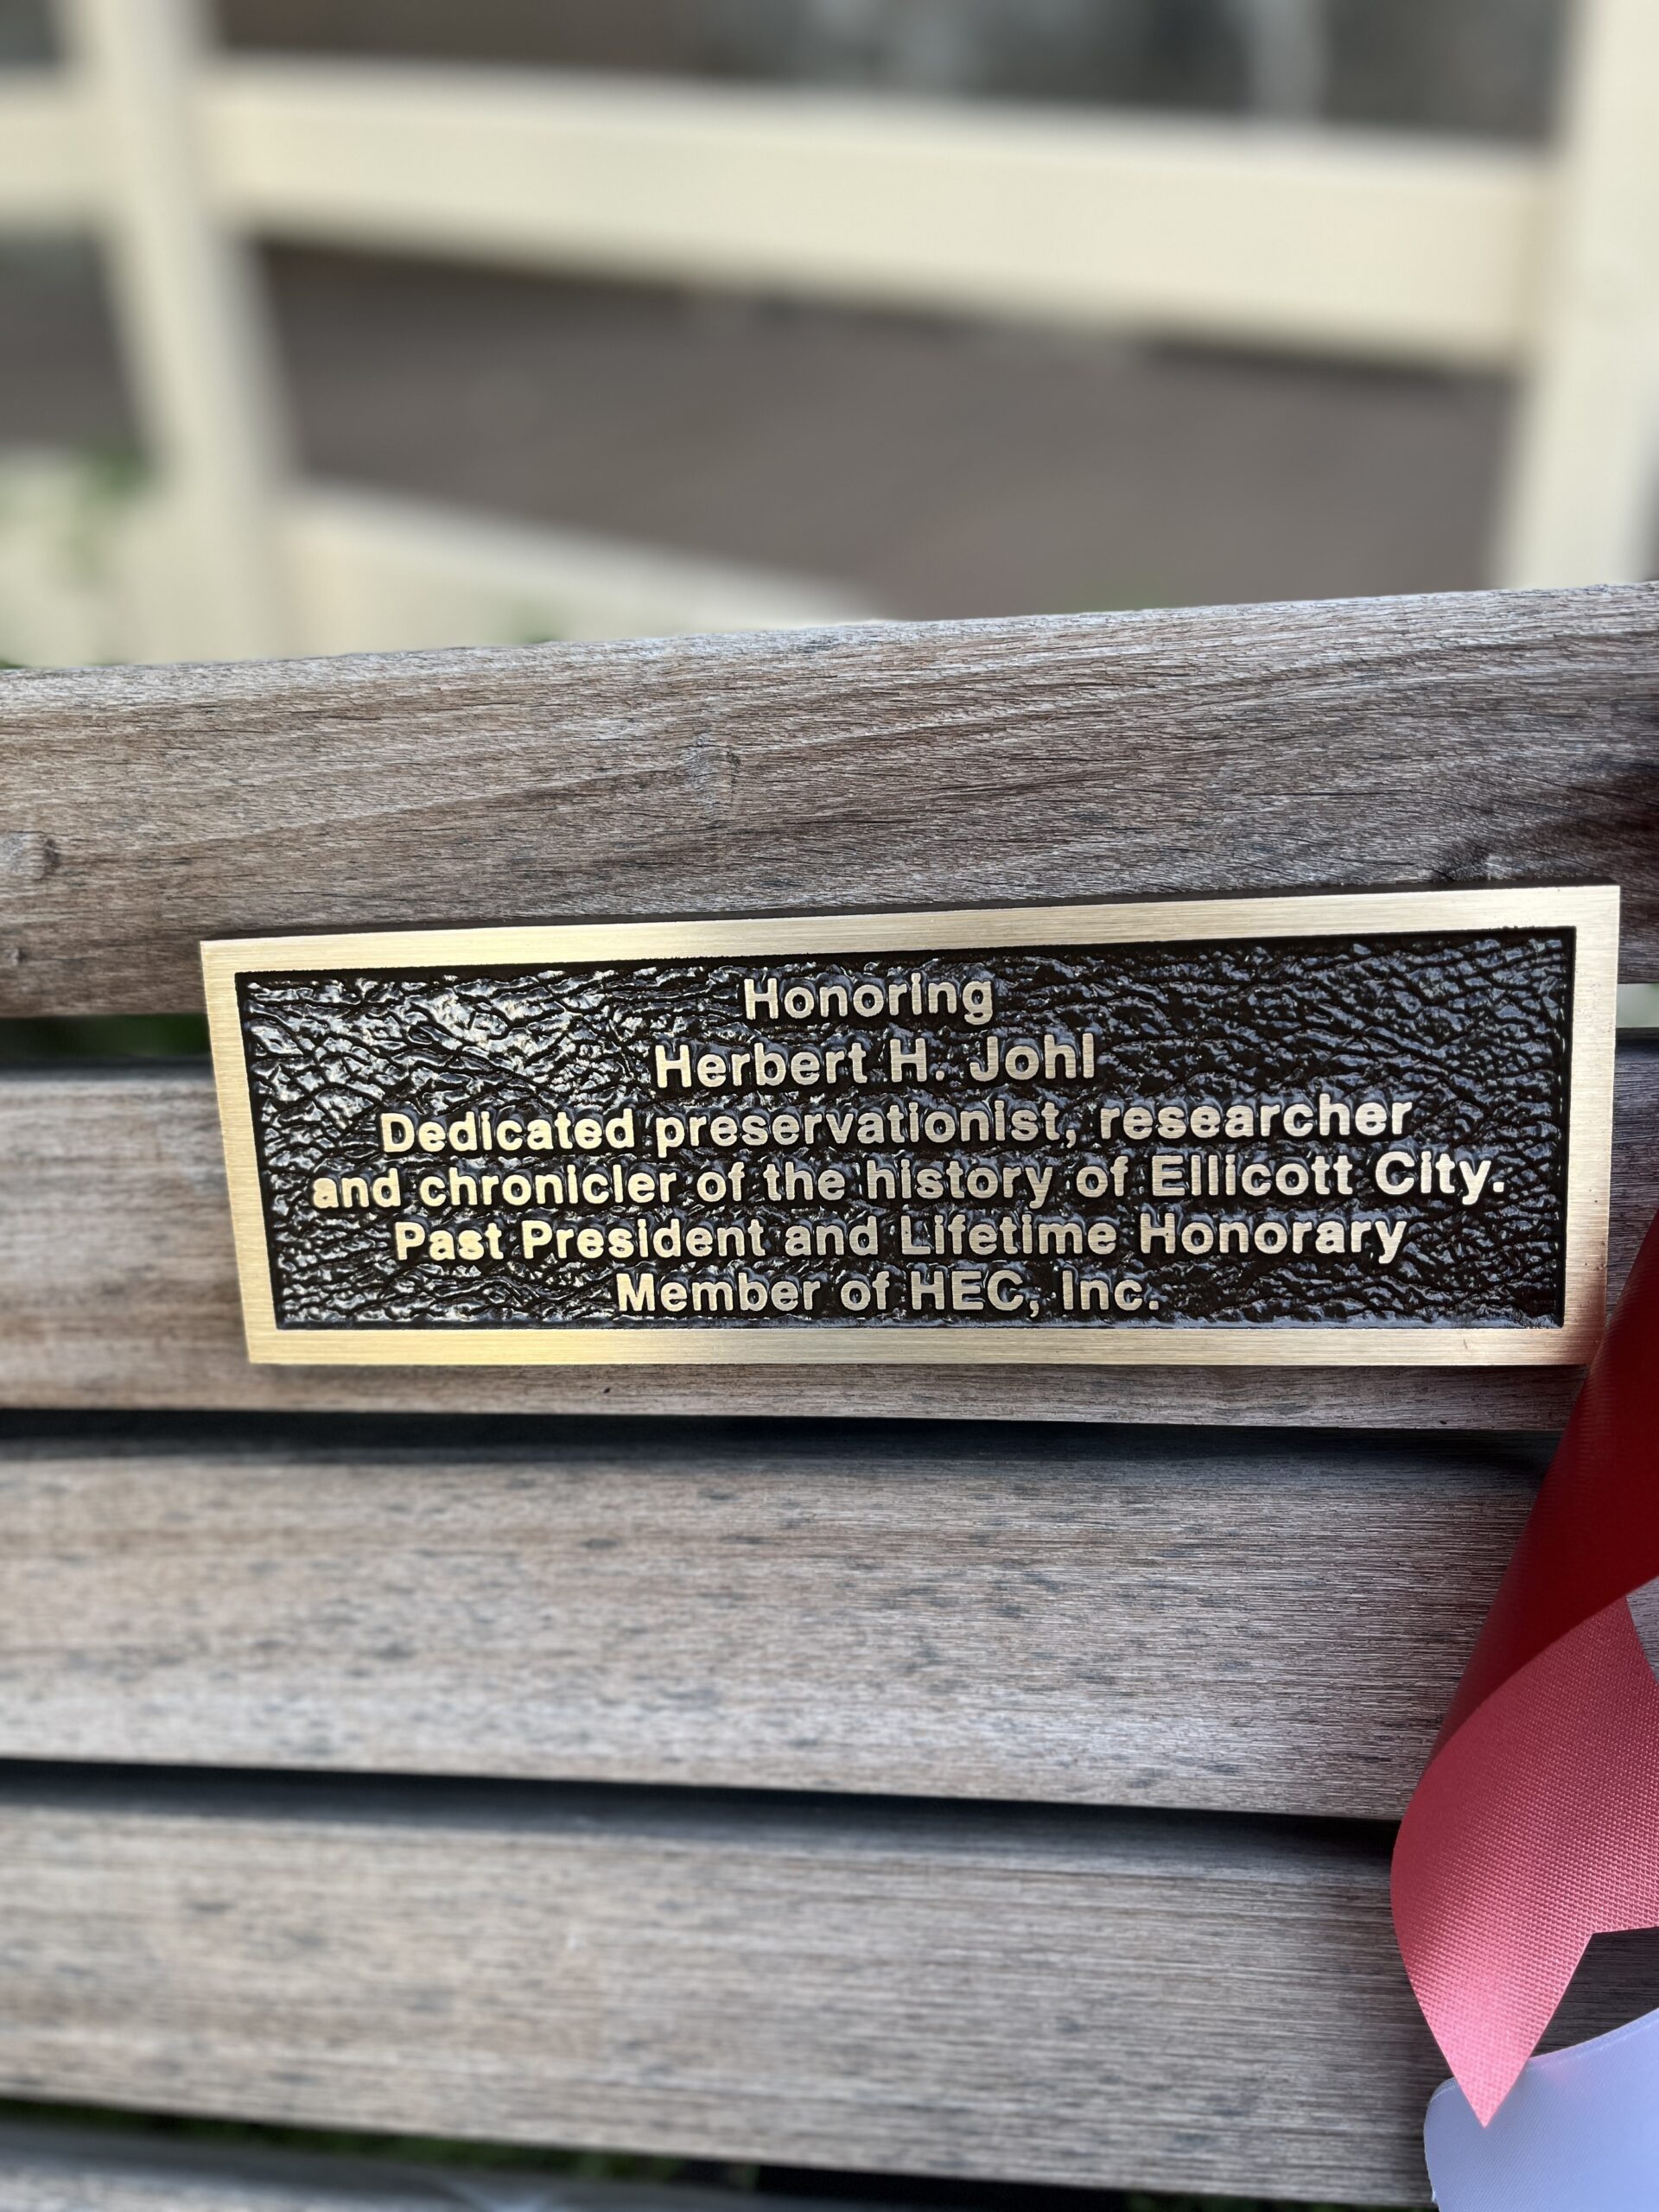 Honoring
Herbert H. Johl
Dedicated preservationist, researcher
and chronicler of the history of Ellicott City.
Past President and Lifetime Honorary
Member of HEC, Inc.